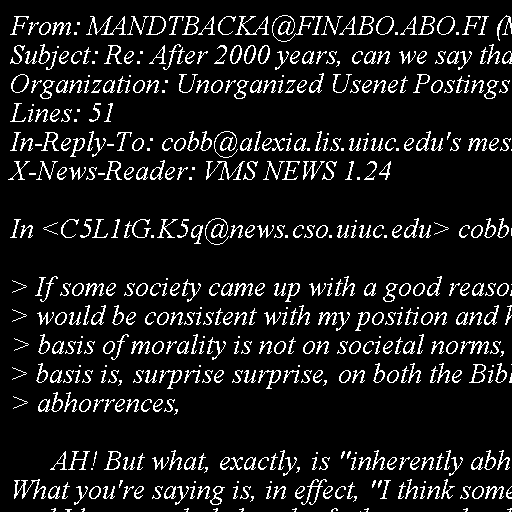 From: MANDTBACKA@FINABO.ABO.FI (M
Subject: Re: After 2000 years, can we say tha
Organization: Unorganized Usenet Postings
Lines: 51
In-Reply-To: cobb@alexia.lis.uiuc.edu's mes
X-News-Reader: VMS NEWS 1.24
In <C5L1tG.K5q@news.cso.uiuc.edu> cobb
> If some society came up with a good reaso
> would be consistent with my position and h
> basis of morality is not on societal norms,
> basis is, surprise surprise, on both the Bibl
> abhorrences,
AH! But what, exactly, is "inherently abh
What you're saying is, in effect, "I think some